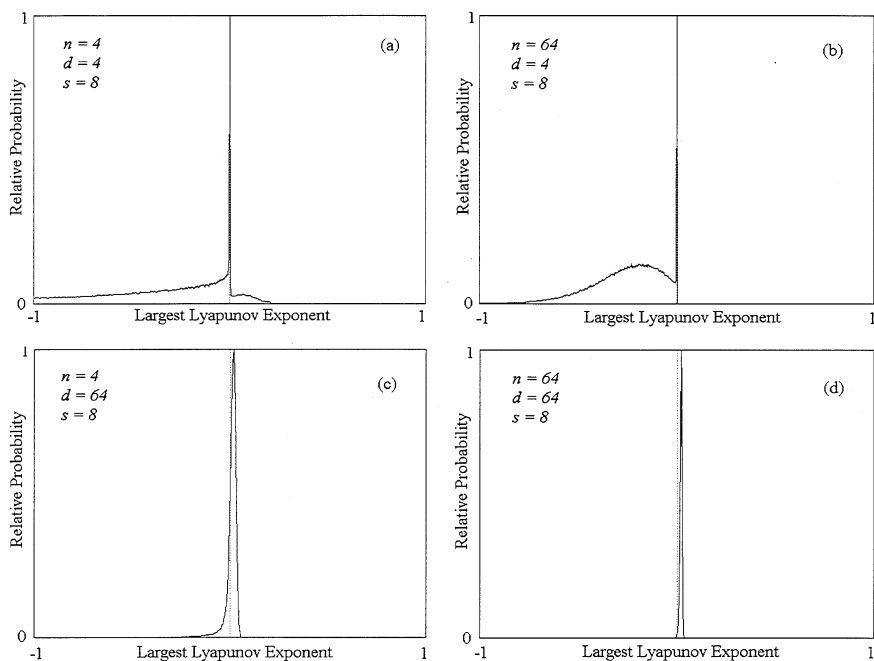 1
n = 4
d = 4
s = 8
(a)
Relative Probability
0
-1
Largest Lyapunov Exponent
1
1
n = 64
d = 4
s = 8
(b)
Relative Probability
0
-1
Largest Lyapunov Exponent
1
1
n = 4
d = 64
s = 8
(c)
Relative Probability
0
-1
Largest Lyapunov Exponent
1
1
n = 64
d = 64
s = 8
(d)
Relative Probability
0
-1
Largest Lyapunov Exponent
1